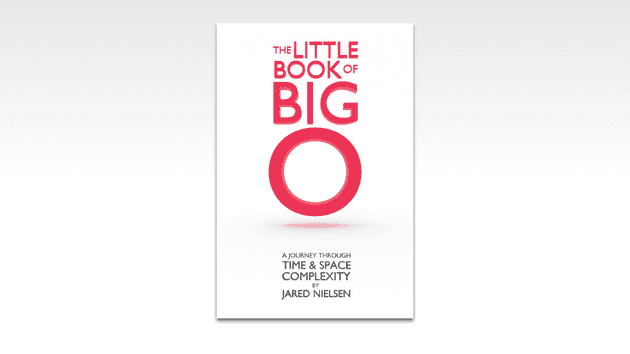 THE LITTLE
BOOK OF
BIG
O
A JOURNEY THROUGH
TIME & SPACE
COMPLEXITY
BY
JARED NIELSEN